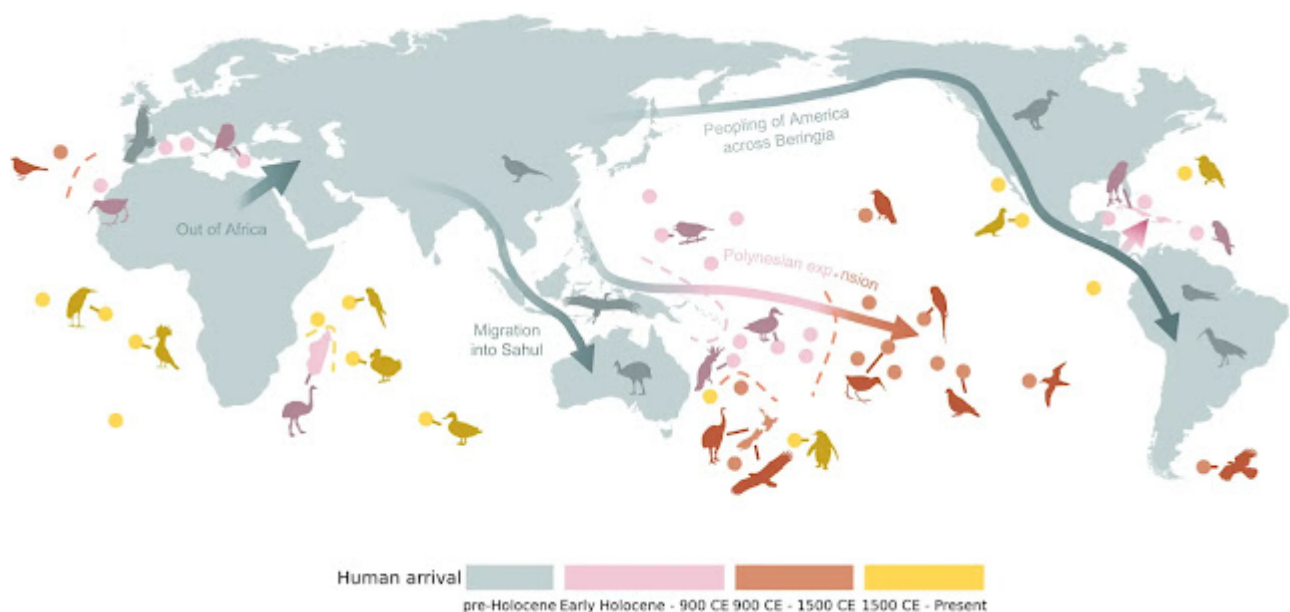 Peopling of America
across Beringia
Out of Africa
Polynesian exp.nsion
Migration
into Sahul
Human arrival
pre-Holocene Early Holocene - 900 CE 900 CE - 1500 CE 1500 CE - Present